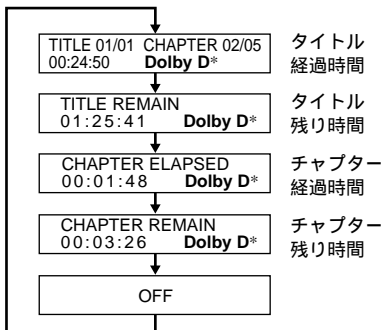 TITLE 01/01 CHAPTER 02/05
00:24:50 Dolby D*
タイトル
経過時間
TITLE REMAIN
01:25:41 Dolby D*
タイトル
残り時間
CHAPTER ELAPSED
00:01:48 Dolby D*
チャプター
経過時間
CHAPTER REMAIN
00:03:26 Dolby D*
チャプター
残り時間
OFF